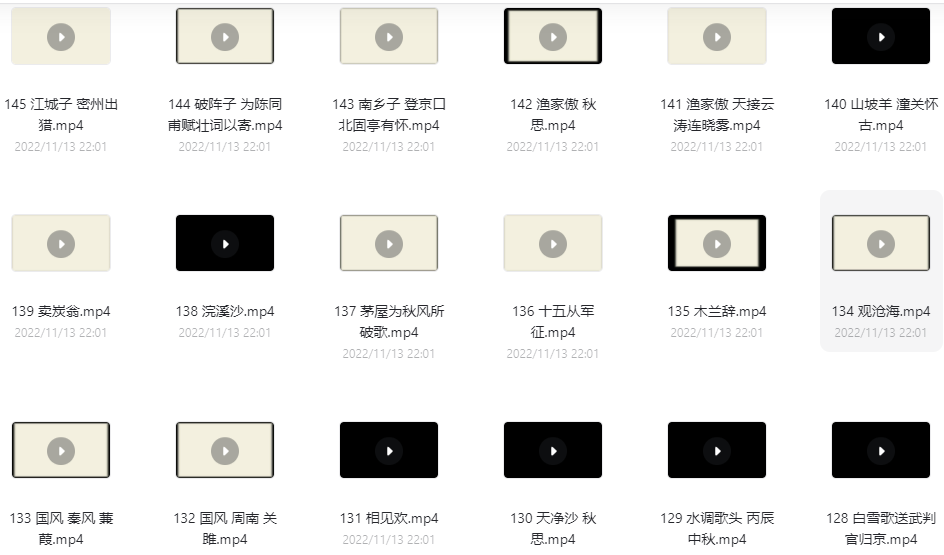 145 江城子 密州出
猎.mp4
2022/11/13 22:01
144 破阵子 为陈同
甫赋壮词以寄.mp4
2022/11/13 22:01
143 南乡子 登京口
北固亭有怀.mp4
2022/11/13 22:01
142 渔家傲 秋
思.mp4
2022/11/13 22:01
141 渔家傲 天接云
涛连晓雾.mp4
2022/11/13 22:01
140 山坡羊 潼关怀
古.mp4
2022/11/13 22:01
139 卖炭翁.mp4
2022/11/13 22:01
138 浣溪沙.mp4
2022/11/13 22:01
137 茅屋为秋风所
破歌.mp4
2022/11/13 22:01
136 十五从军
征.mp4
2022/11/13 22:01
135 木兰辞.mp4
2022/11/13 22:01
134 观沧海.mp4
2022/11/13 22:01
133 国风 秦风 蒹
葭.mp4
132 国风 周南 关
雎.mp4
131 相见欢.mp4
2022/11/13 22:01
130 天净沙 秋
思.mp4
129 水调歌头 丙辰
中秋.mp4
128 白雪歌送武判
官归京.mp4